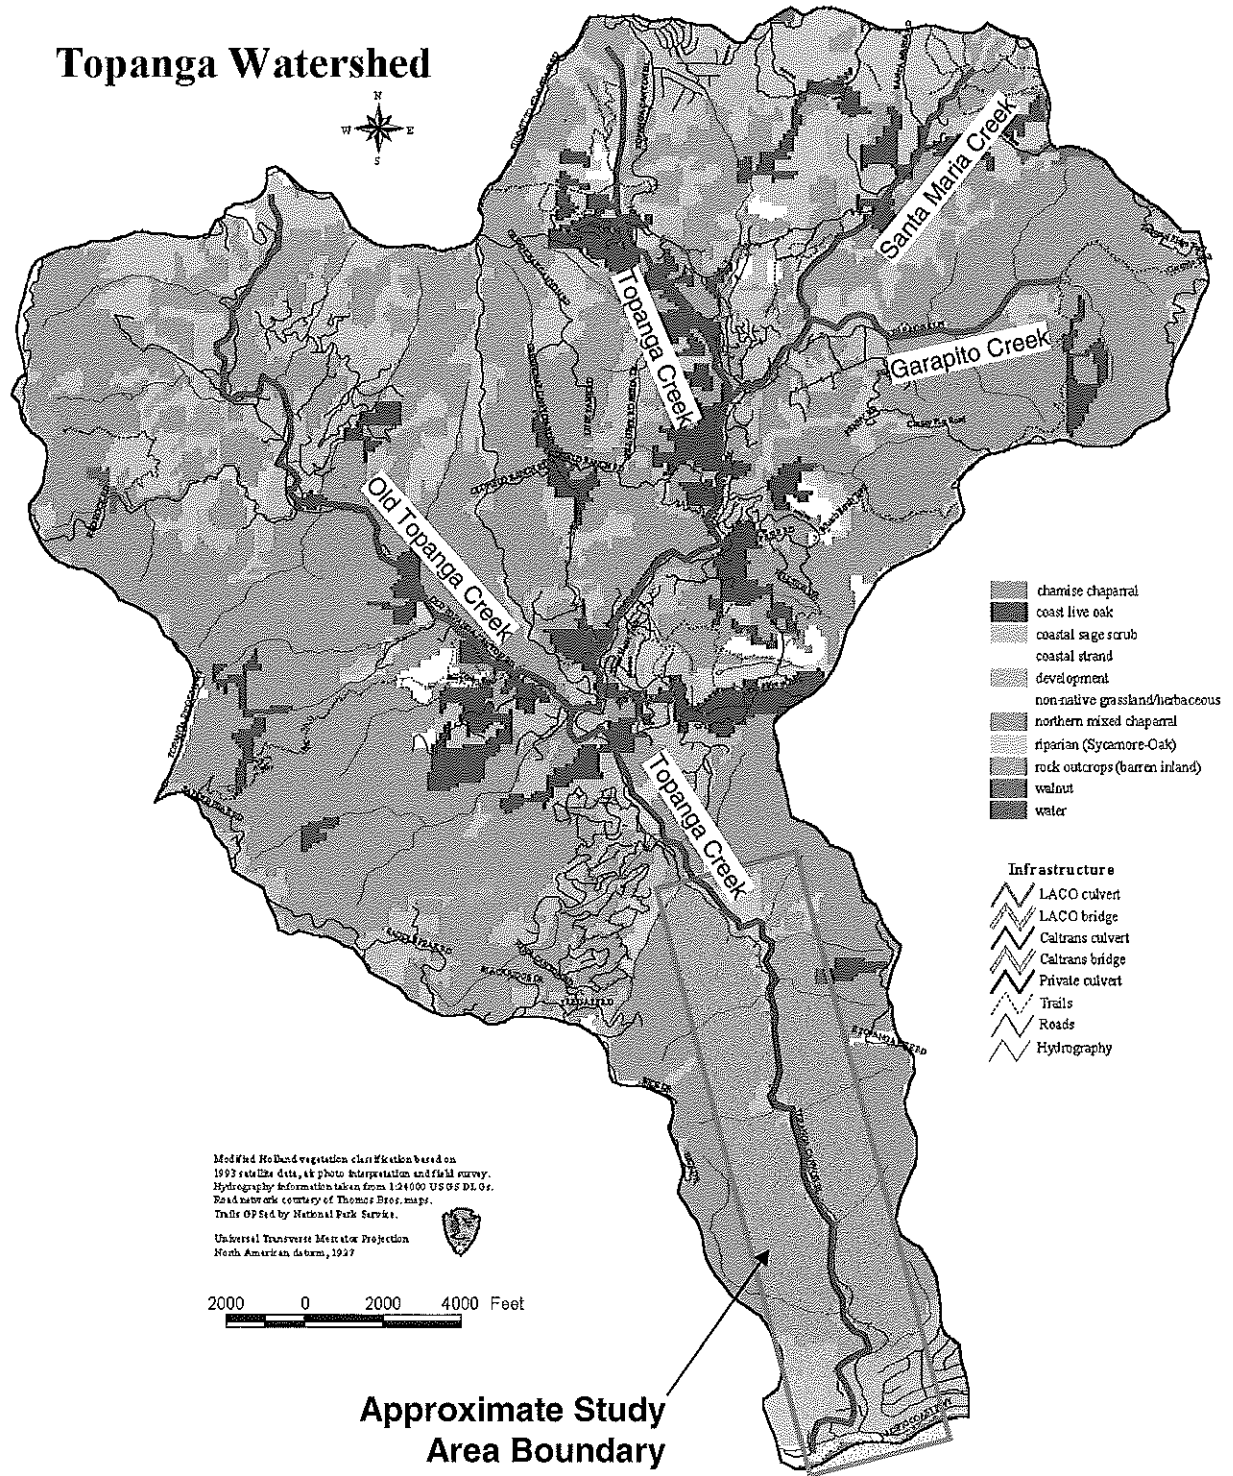 Topanga Watershed
N
W
E
S
Santa Maria Creek
Topanga Creek
Garapito Creek
Old Topanga Creek
chamise chaparral
coast live oak
coastal sage scrub
coastal strand
development
non-native grassland/herbaceous
northern mixed chaparral
riparian (Sycamore-Oak)
rock outcrops (barren inland)
walnut
water
Topanga Creek
Infrastructure
LACO culvert
LACO bridge
Caltrans culvert
Caltrans bridge
Private culvert
Trails
Roads
Hydrography
Modified Holland vegetation classification based on
1993 satellite data, air photo interpretation and field survey.
Hydrography information taken from 1:24000 USGS DLGs.
Road network courtesy of Thomas Bros. maps.
Trails GPSed by National Park Service.
Universal Transverse Mercator Projection
North American datum, 1927
2000 0 2000 4000 Feet
Approximate Study
Area Boundary